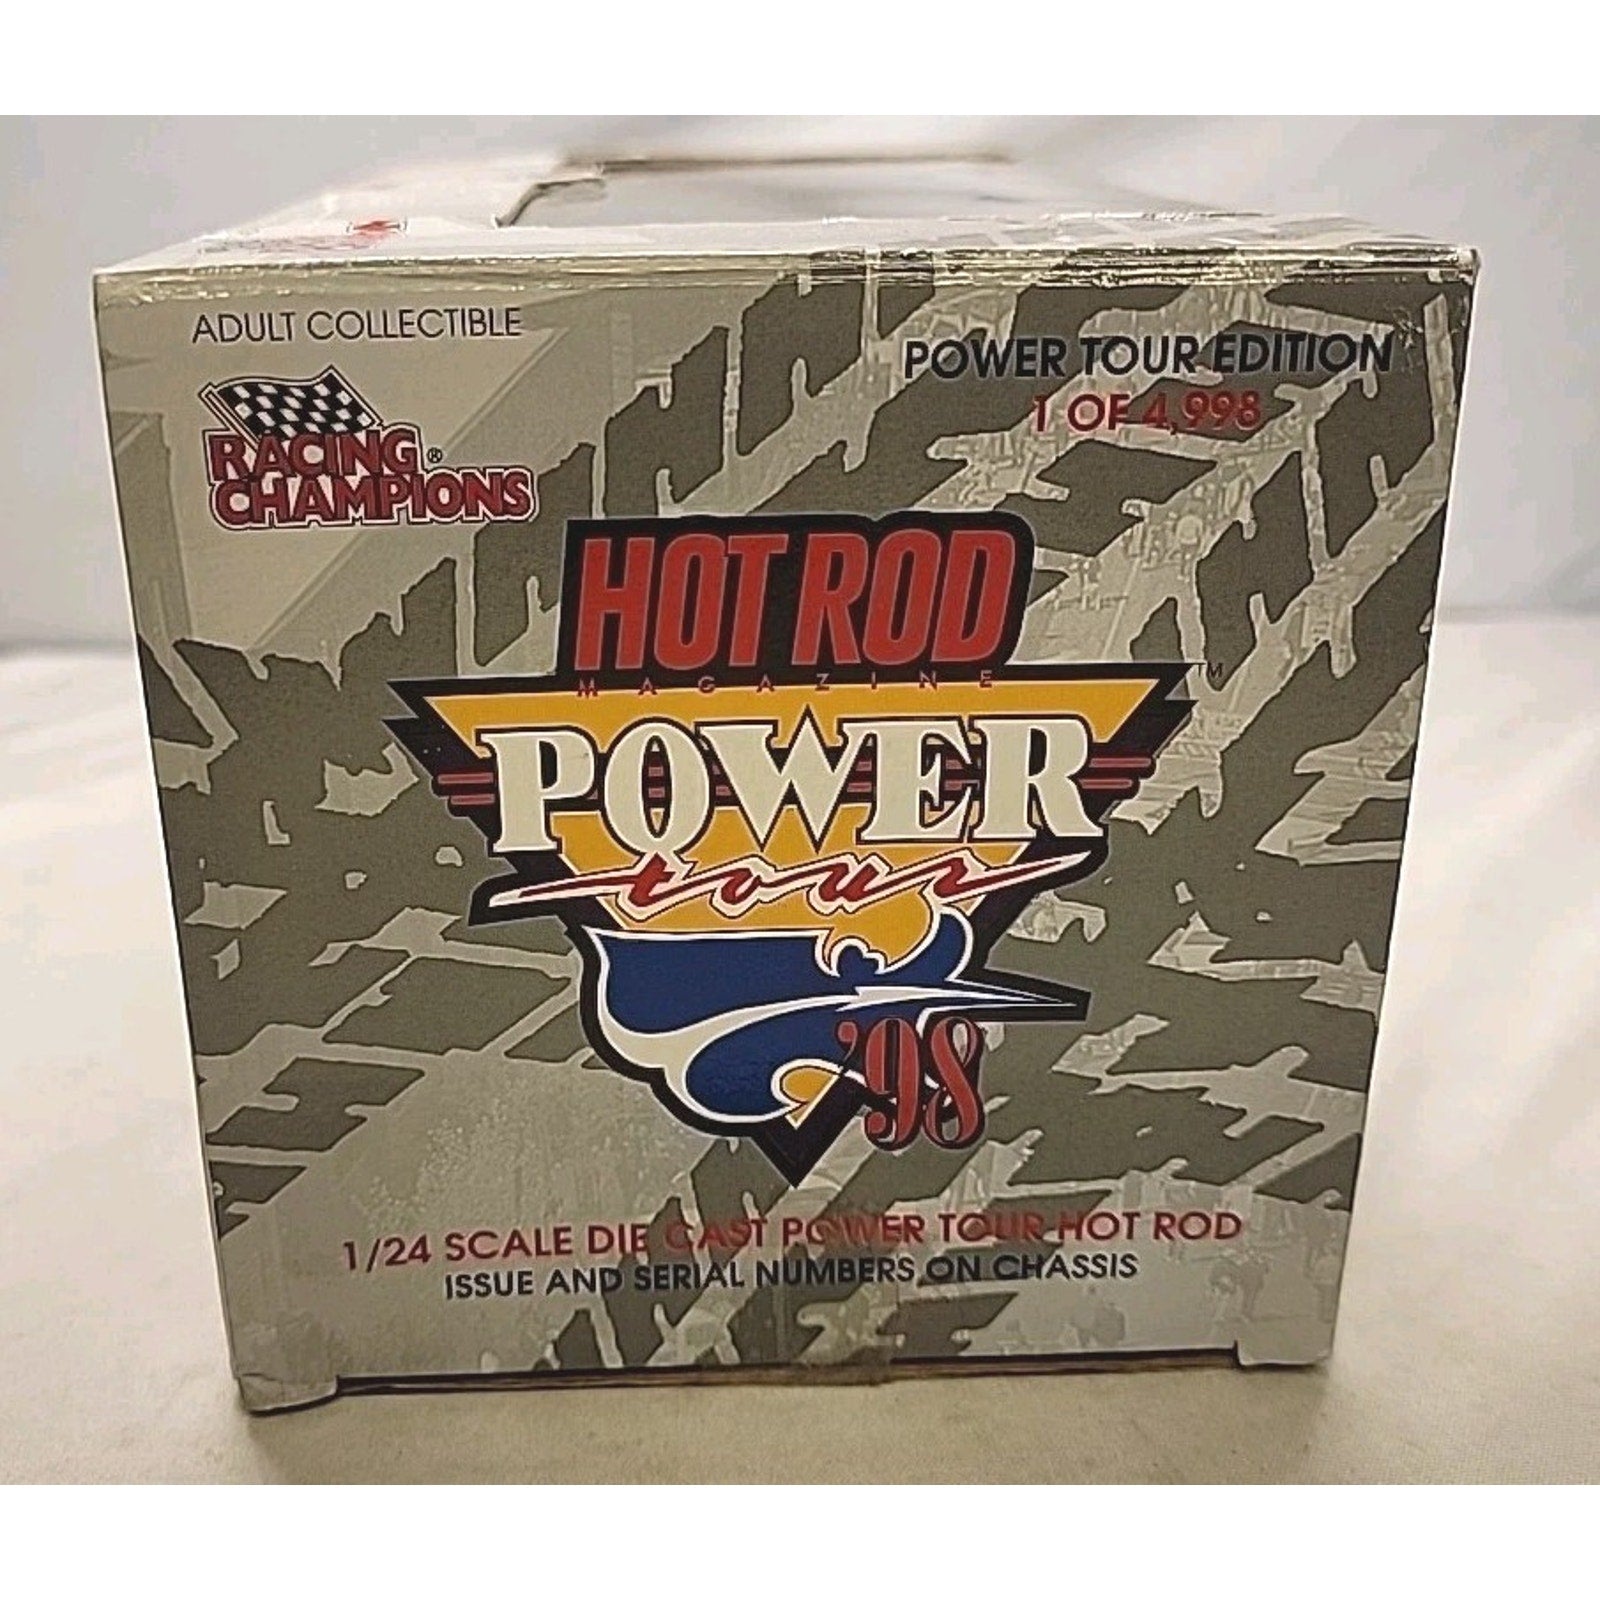 ADULT COLLECTIBLE
RACING
CHAMPIONS®
POWER TOUR EDITION
1 OF 4,998
HOT ROD
MAGAZINE
POWER
tour
'98
TM
1/24 SCALE DIE CAST POWER TOUR HOT ROD
ISSUE AND SERIAL NUMBERS ON CHASSIS